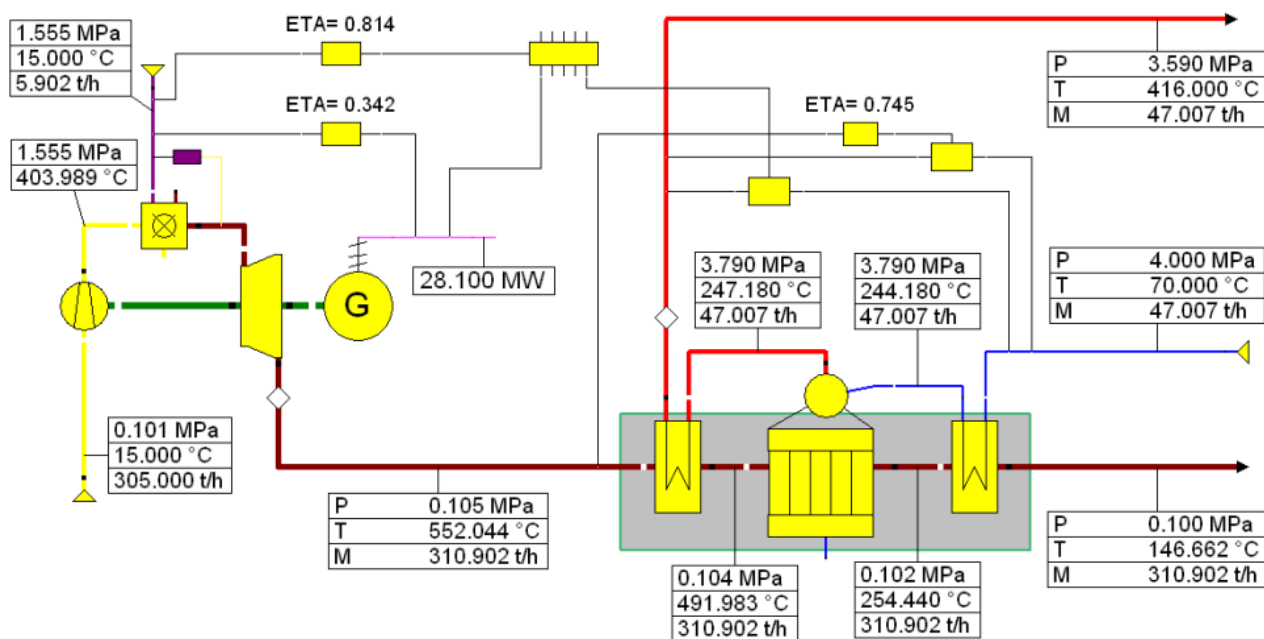 1.555 MPa
15.000 °C
5.902 t/h
ETA= 0.814
ETA= 0.342
ETA= 0.745
P 3.590 MPa
T 416.000 °C
M 47.007 t/h
1.555 MPa
403.989 °C
G
28.100 MW
3.790 MPa
247.180 °C
47.007 t/h
3.790 MPa
244.180 °C
47.007 t/h
P 4.000 MPa
T 70.000 °C
M 47.007 t/h
0.101 MPa
15.000 °C
305.000 t/h
P 0.105 MPa
T 552.044 °C
M 310.902 t/h
0.104 MPa
491.983 °C
310.902 t/h
0.102 MPa
254.440 °C
310.902 t/h
P 0.100 MPa
T 146.662 °C
M 310.902 t/h